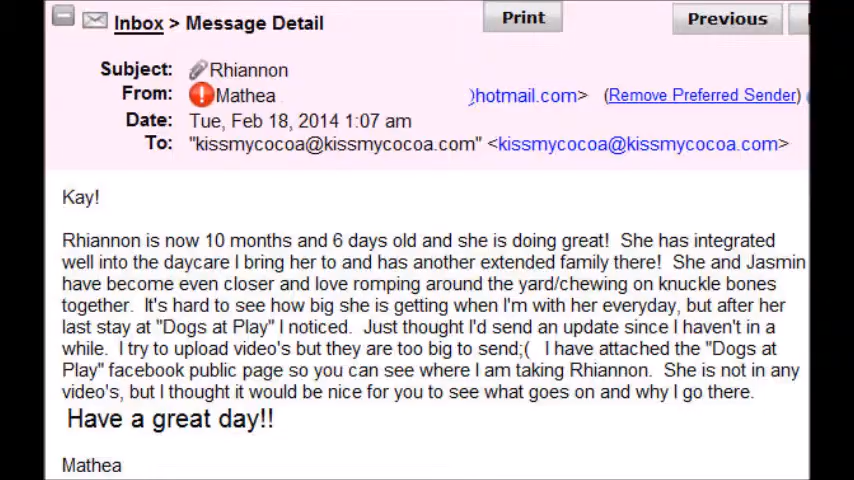 Inbox > Message Detail
Print
Previous
Subject: Rhiannon
From: Mathea )hotmail.com> (Remove Preferred Sender)
Date: Tue, Feb 18, 2014 1:07 am
To: "kissmycocoa@kissmycocoa.com" <kissmycocoa@kissmycocoa.com>
Kay!
Rhiannon is now 10 months and 6 days old and she is doing great!  She has integrated
well into the daycare I bring her to and has another extended family there!  She and Jasmin
have become even closer and love romping around the yard/chewing on knuckle bones
together.  It's hard to see how big she is getting when I'm with her everyday, but after her
last stay at "Dogs at Play" I noticed.  Just thought I'd send an update since I haven't in a
while.  I try to upload video's but they are too big to send;(   I have attached the "Dogs at
Play" facebook public page so you can see where I am taking Rhiannon.  She is not in any
video's, but I thought it would be nice for you to see what goes on and why I go there.
Have a great day!!
Mathea